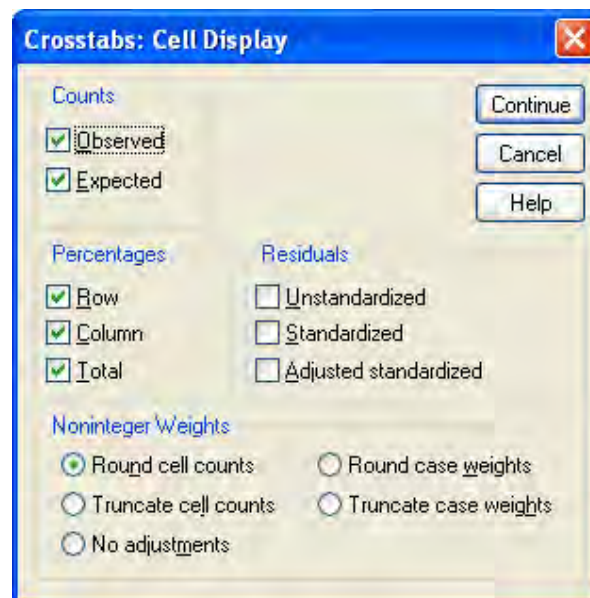 Crosstabs: Cell Display
Counts
Observed
Expected
Continue
Cancel
Help
Percentages
Row
Column
Total
Residuals
Unstandardized
Standardized
Adjusted standardized
Noninteger Weights
Round cell counts
Round case weights
Truncate cell counts
Truncate case weights
No adjustments